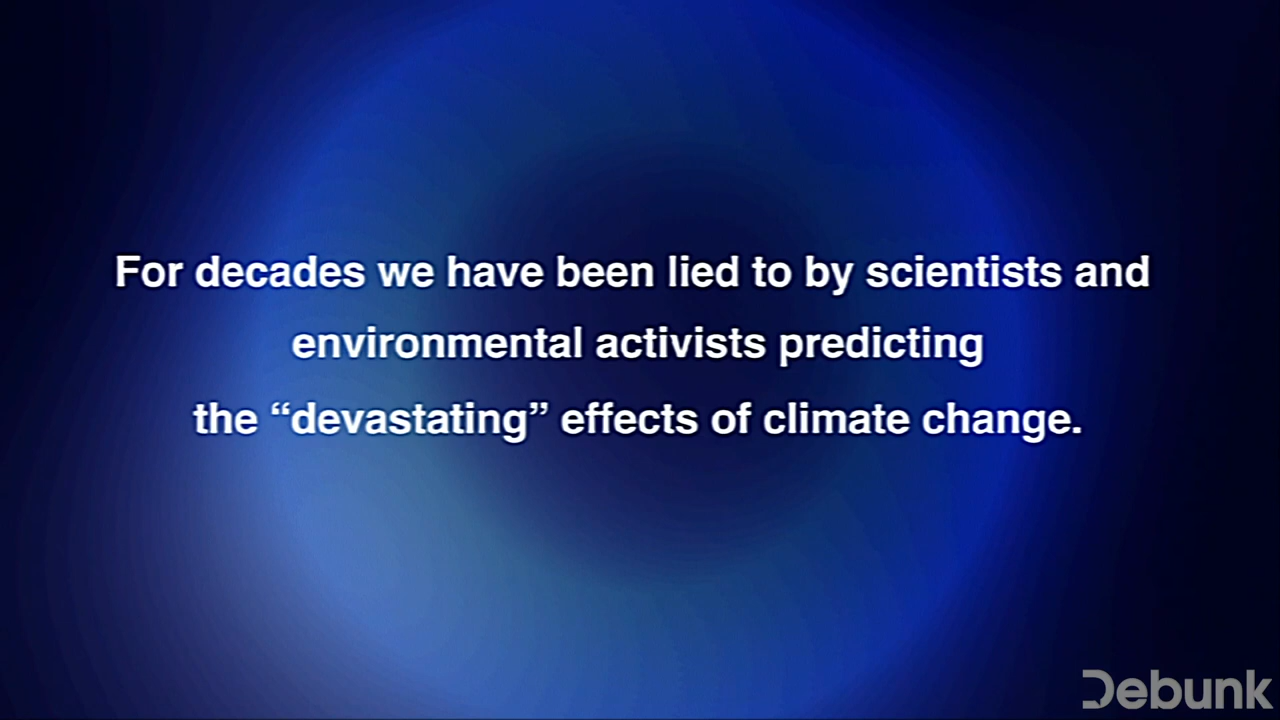 For decades we have been lied to by scientists and
environmental activists predicting
the “devastating” effects of climate change.
Debunk